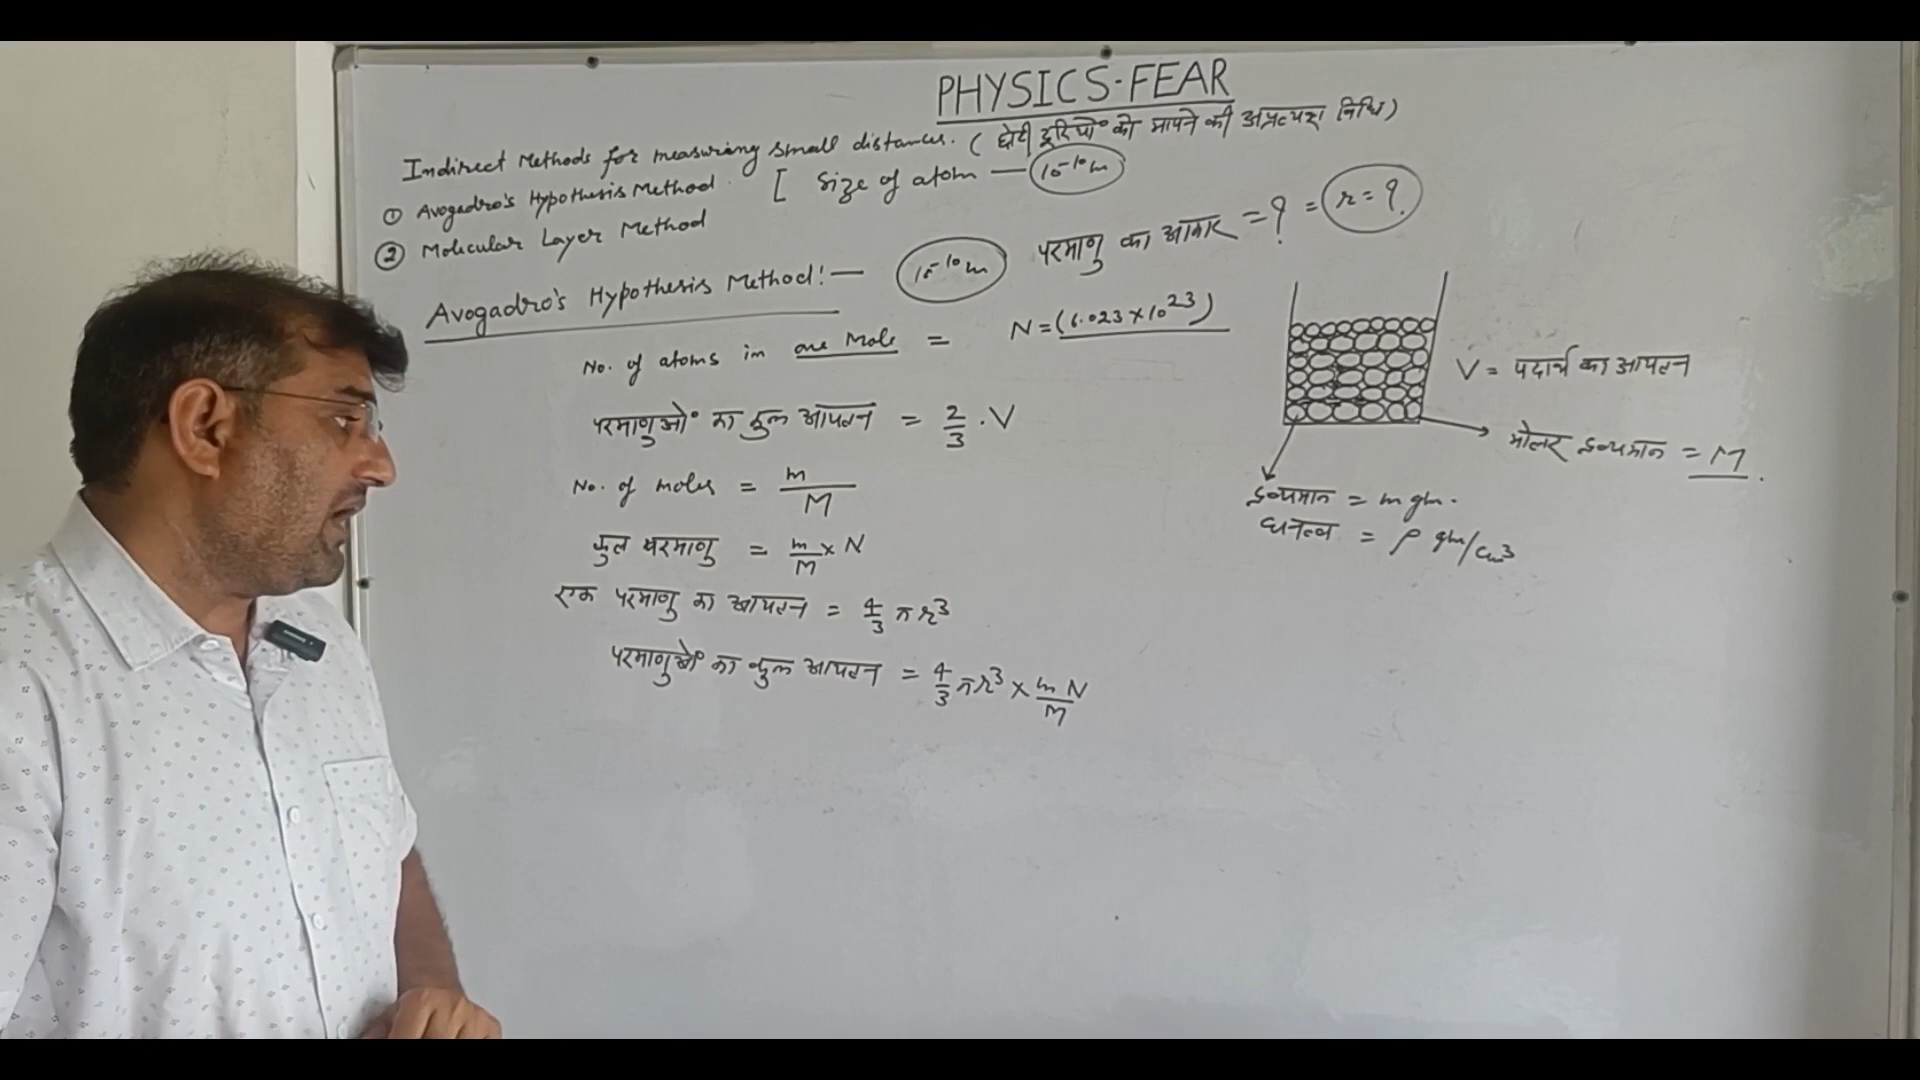 PHYSICS-FEAR
Indirect Methods for measuring small distances. (छोटी दूरियों को मापने की अप्रत्यक्ष विधि)
① Avogadro's Hypothesis Method. [ Size of atom — 10⁻¹⁰m
② Molicular Layer Method
परमाणु का आकार = ? = r = ?
Avogadro's Hypothesis Method:— 10⁻¹⁰m
No. of atoms in one Mole = N = (6.023 × 10²³)
परमाणुओं का कुल आयतन = 2/3 . V
V = पदार्थ का आयतन
मोलर द्रव्यमान = M.
No. of moles = m/M
द्रव्यमान = m gm.
घनत्व = ρ gm/cm³
कुल परमाणु = m/M × N
एक परमाणु का आयतन = 4/3 π r³
परमाणुओं का कुल आयतन = 4/3 π r³ × m N/M